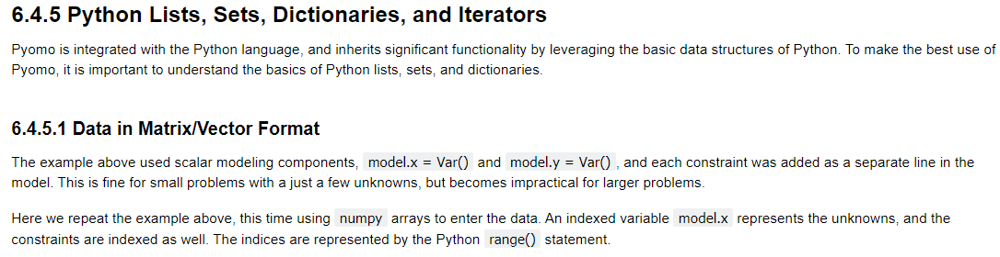 6.4.5 Python Lists, Sets, Dictionaries, and Iterators
Pyomo is integrated with the Python language, and inherits significant functionality by leveraging the basic data structures of Python. To make the best use of
Pyomo, it is important to understand the basics of Python lists, sets, and dictionaries.
6.4.5.1 Data in Matrix/Vector Format
The example above used scalar modeling components, model.x = Var() and model.y = Var() , and each constraint was added as a separate line in the
model. This is fine for small problems with a just a few unknowns, but becomes impractical for larger problems.
Here we repeat the example above, this time using numpy arrays to enter the data. An indexed variable model.x represents the unknowns, and the
constraints are indexed as well. The indices are represented by the Python range() statement.